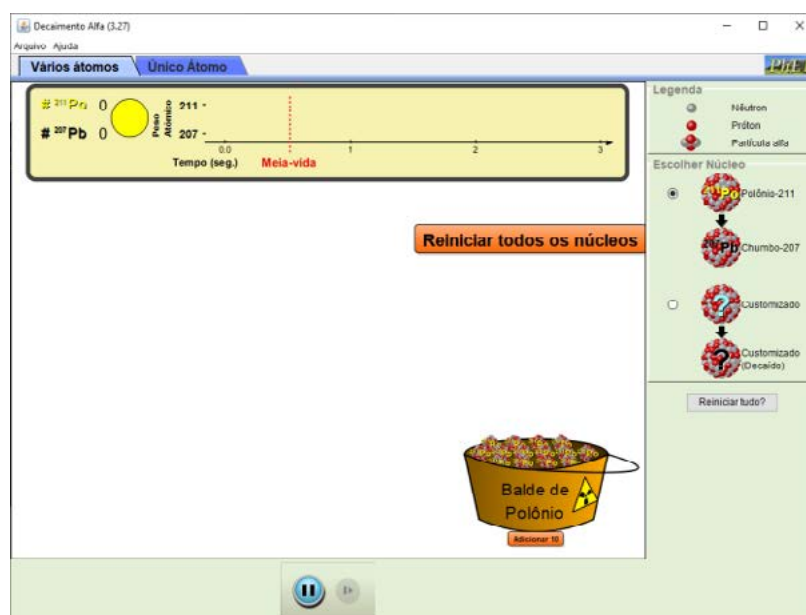 Decaimento Alfa (3.27)
Arquivo Ajuda
Vários átomos
Único Átomo
PhET
# 211Po 0
# 207Pb 0
Peso Atômico
211
207
0.0 1 2 3
Tempo (seg.)
Meia-vida
Legenda
Nêutron
Próton
Partícula alfa
Escolher Núcleo
211Po
Polônio-211
207Pb
Chumbo-207
?
Customizado
?
Customizado
(Decaído)
Reiniciar tudo?
Reiniciar todos os núcleos
Balde de
Polônio
Adicionar 10